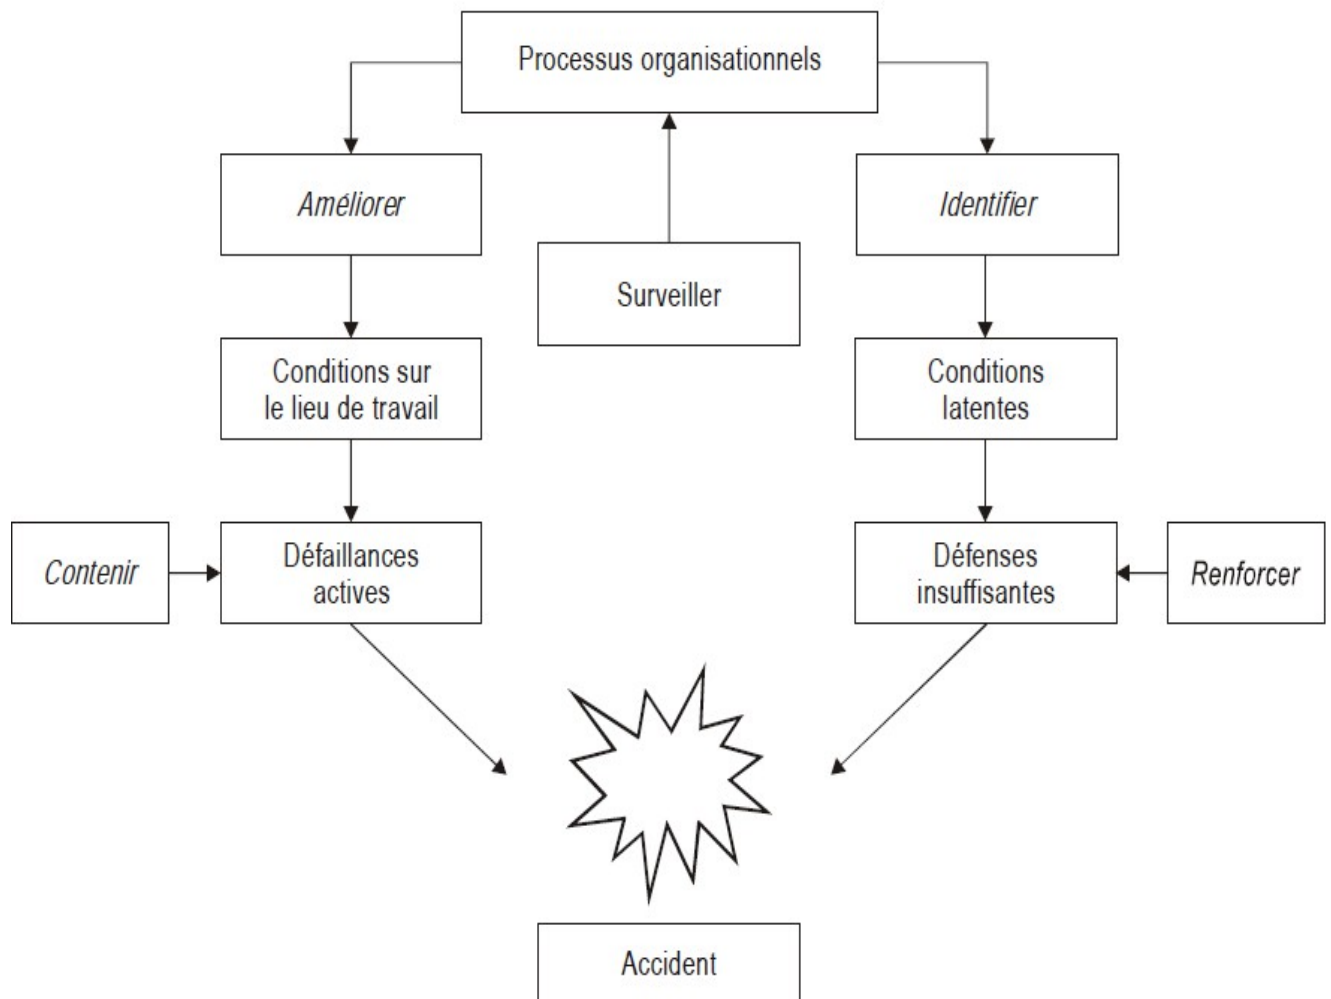 Processus organisationnels
Améliorer
Identifier
Surveiller
Conditions sur
le lieu de travail
Conditions
latentes
Contenir
Défaillances
actives
Défenses
insuffisantes
Renforcer
Accident